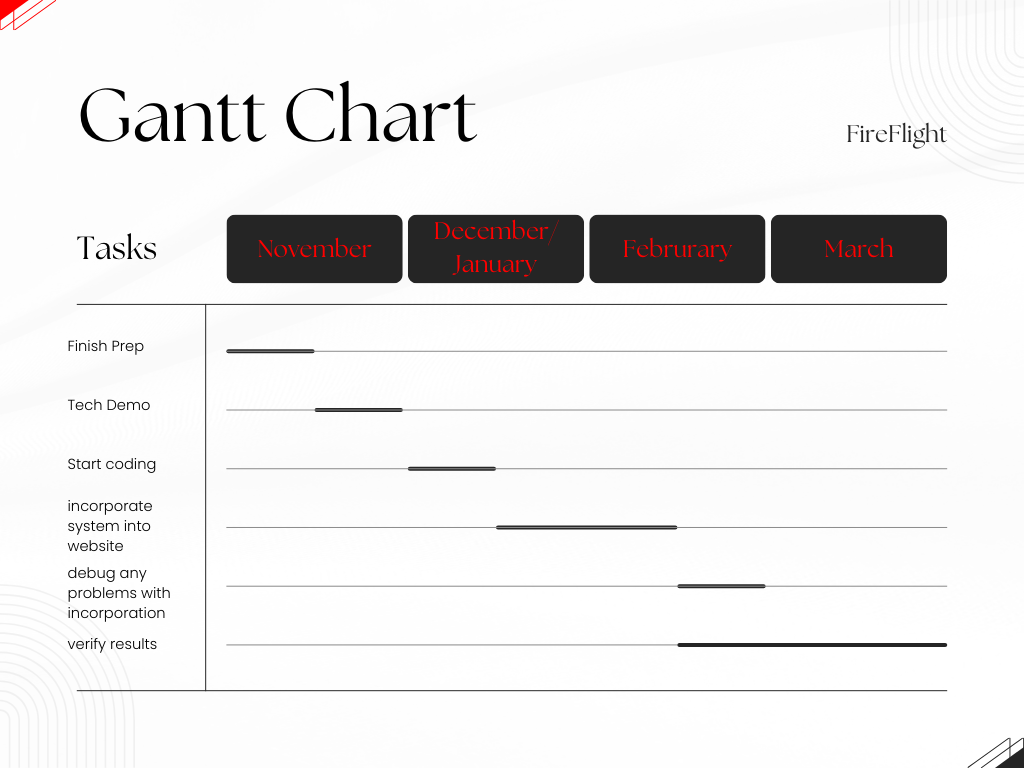 Gantt Chart
FireFlight
Tasks
November
December/
January
Februrary
March
Finish Prep
Tech Demo
Start coding
incorporate
system into
website
debug any
problems with
incorporation
verify results